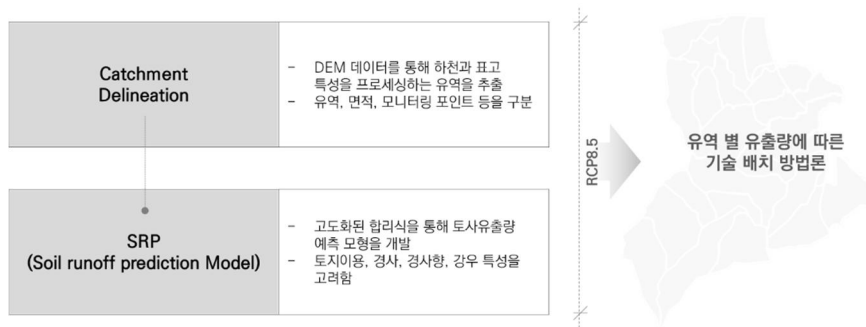 Catchment
Delineation
- DEM 데이터를 통해 하천과 표고
특성을 프로세싱하는 유역을 추출
- 유역, 면적, 모니터링 포인트 등을 구분
SRP
(Soil runoff prediction Model)
- 고도화된 합리식을 통해 토사유출량
예측 모형을 개발
- 토지이용, 경사, 경사향, 강우 특성을
고려함
RCP8.5
유역 별 유출량에 따른
기술 배치 방법론